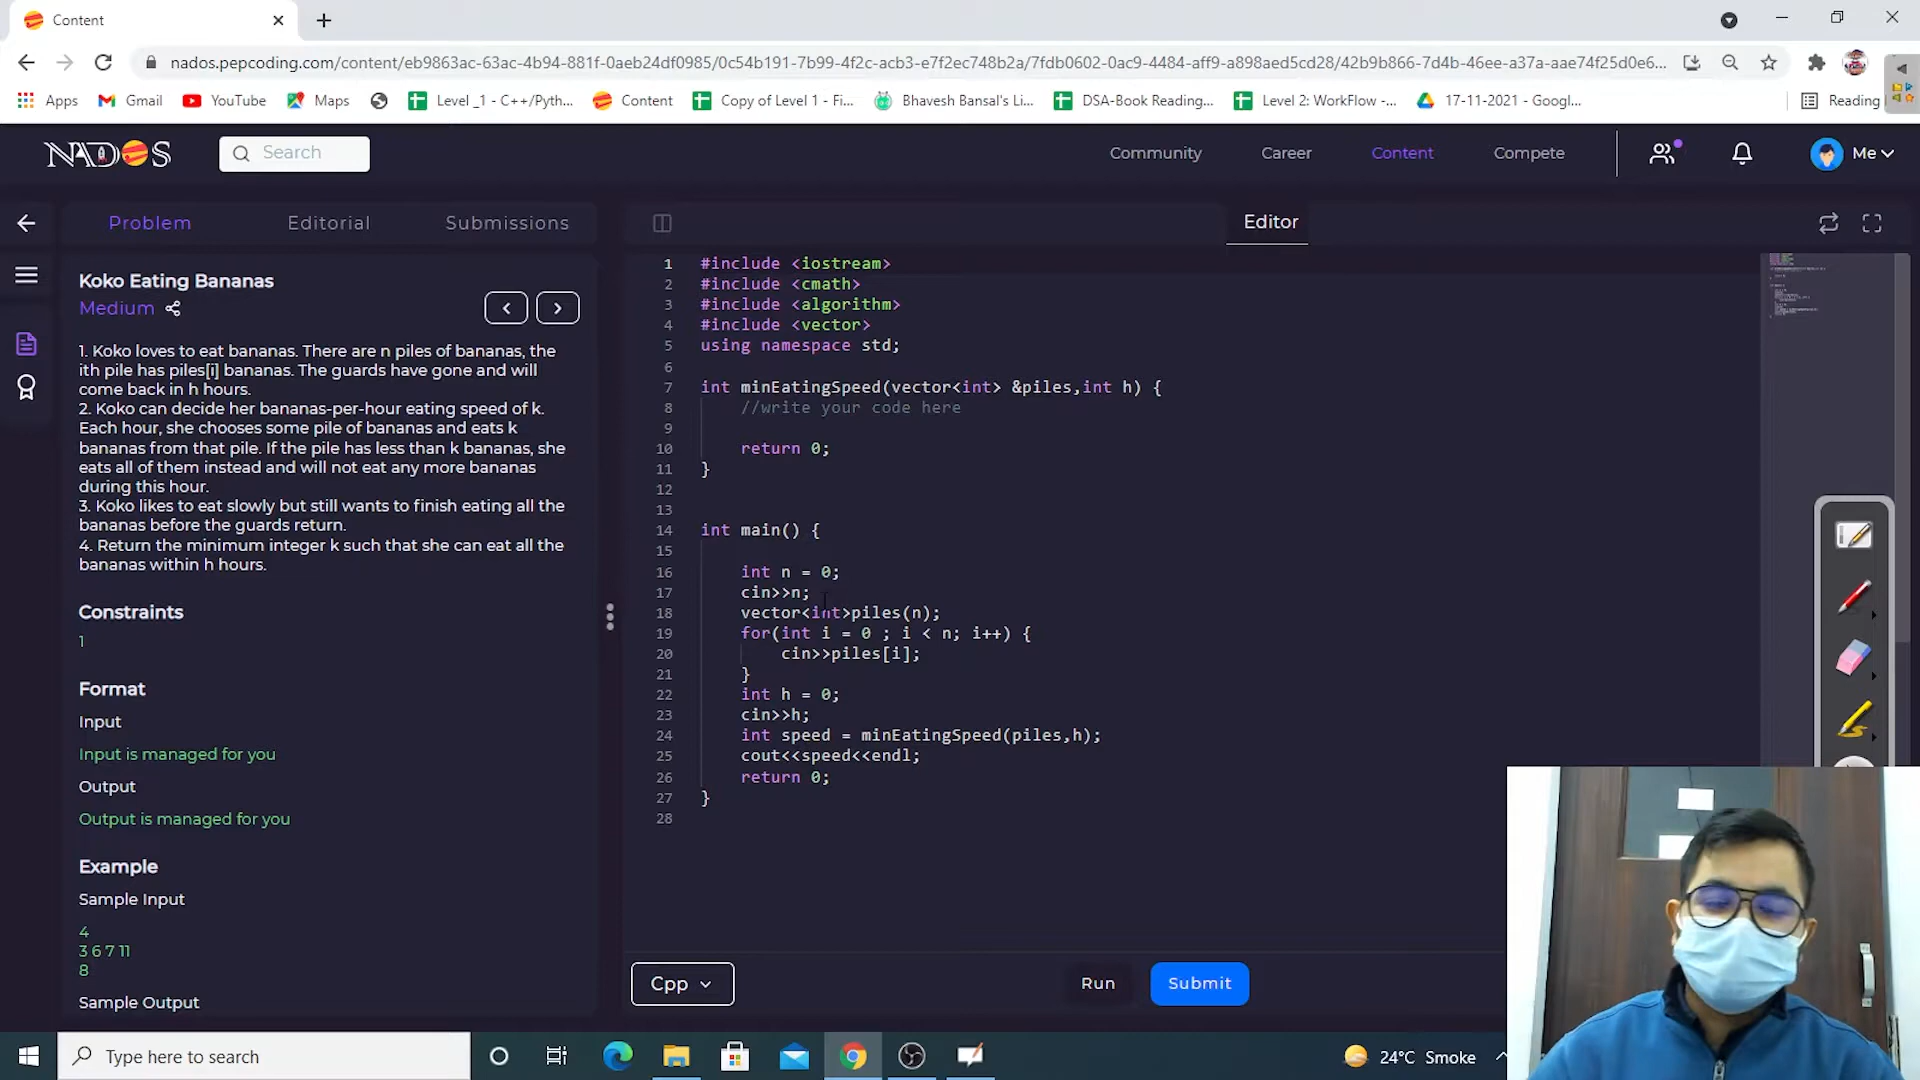 Content
nados.pepcoding.com/content/eb9863ac-63ac-4b94-881f-0aeb24df0985/0c54b191-7b99-4f2c-acb3-e7f2ec748b2a/7fdb0602-0ac9-4484-aff9-a898aed5cd28/42b9b866-7d4b-46ee-a37a-aae74f25d0e6...
Apps Gmail YouTube Maps Level _1 - C++/Pyth... Content Copy of Level 1 - Fi... Bhavesh Bansal's Li... DSA-Book Reading... Level 2: WorkFlow -... 17-11-2021 - Googl... Reading
NADOS Search Community Career Content Compete Me
Problem Editorial Submissions Editor
Koko Eating Bananas
Medium
1. Koko loves to eat bananas. There are n piles of bananas, the
ith pile has piles[i] bananas. The guards have gone and will
come back in h hours.
2. Koko can decide her bananas-per-hour eating speed of k.
Each hour, she chooses some pile of bananas and eats k
bananas from that pile. If the pile has less than k bananas, she
eats all of them instead and will not eat any more bananas
during this hour.
3. Koko likes to eat slowly but still wants to finish eating all the
bananas before the guards return.
4. Return the minimum integer k such that she can eat all the
bananas within h hours.
Constraints
1
Format
Input
Input is managed for you
Output
Output is managed for you
Example
Sample Input
4
3 6 7 11
8
Sample Output
1 #include <iostream>
2 #include <cmath>
3 #include <algorithm>
4 #include <vector>
5 using namespace std;
6
7 int minEatingSpeed(vector<int> &piles,int h) {
8 //write your code here
9
10 return 0;
11 }
12
13
14 int main() {
15
16 int n = 0;
17 cin>>n;
18 vector<int>piles(n);
19 for(int i = 0 ; i < n; i++) {
20 cin>>piles[i];
21 }
22 int h = 0;
23 cin>>h;
24 int speed = minEatingSpeed(piles,h);
25 cout<<speed<<endl;
26 return 0;
27 }
28
Cpp Run Submit
Type here to search 24°C Smoke